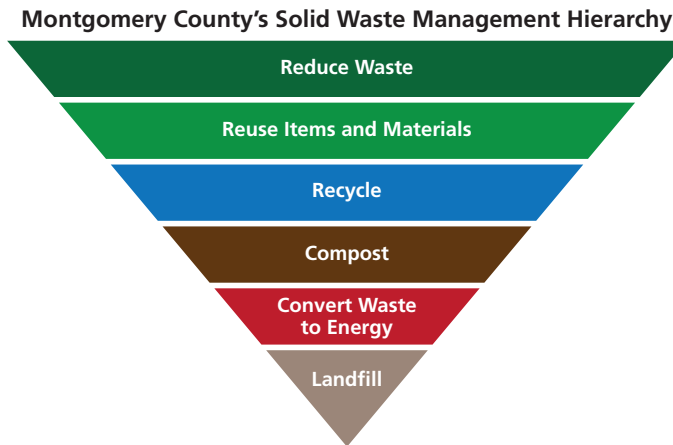 Montgomery County's Solid Waste Management Hierarchy
Reduce Waste
Reuse Items and Materials
Recycle
Compost
Convert Waste
to Energy
Landfill